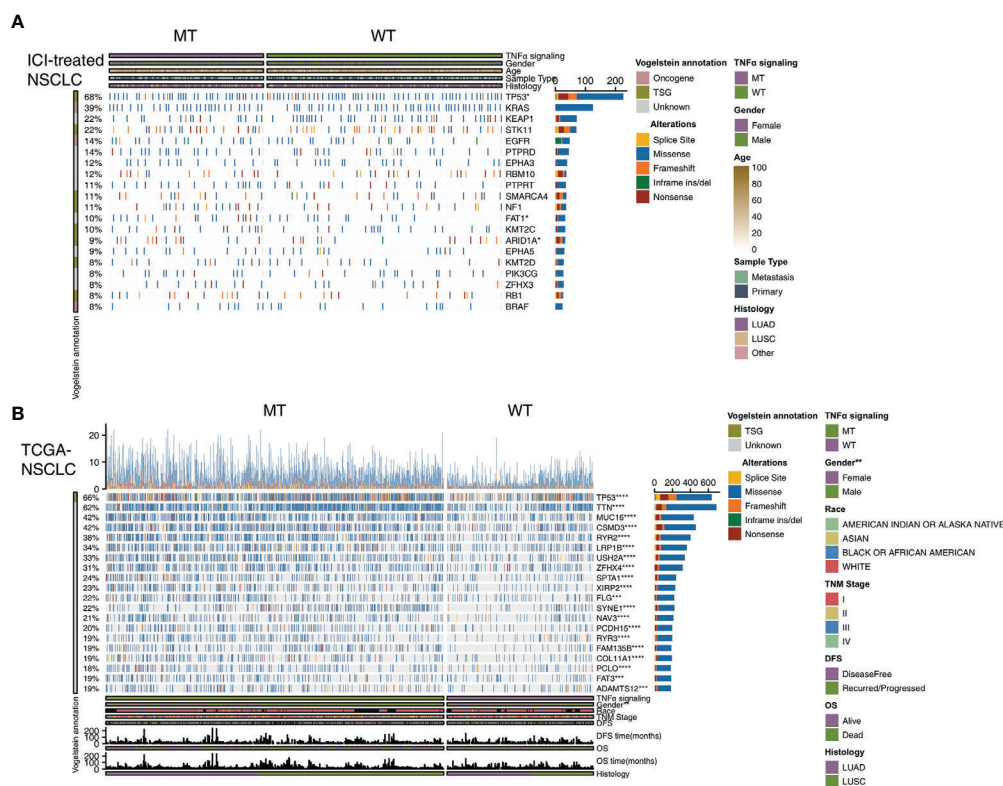 A
MT WT
ICI-treated
NSCLC
TNFα signaling
Gender
Age
Sample Type
Histology
0 100 200
68% TP53*
39% KRAS
22% KEAP1
22% STK11
14% EGFR
14% PTPRD
12% EPHA3
12% RBM10
11% PTPRT
11% SMARCA4
11% NF1
10% FAT1*
10% KMT2C
9% ARID1A*
9% EPHA5
8% KMT2D
8% PIK3CG
8% ZFHX3
8% RB1
8% BRAF
Vogelstein annotation
Vogelstein annotation
Oncogene
TSG
Unknown
Alterations
Splice Site
Missense
Frameshift
Inframe ins/del
Nonsense
TNFα signaling
MT
WT
Gender
Female
Male
Age
100
80
60
40
20
0
Sample Type
Metastasis
Primary
Histology
LUAD
LUSC
Other
B
MT WT
TCGA-
NSCLC
20
10
0
0 200 400 600
66% TP53****
62% TTN****
42% MUC16****
42% CSMD3****
38% RYR2****
34% LRP1B****
33% USH2A****
31% ZFHX4****
24% SPTA1****
23% XIRP2****
22% FLG***
22% SYNE1****
21% NAV3****
20% PCDH15****
19% RYR3****
19% FAM135B****
19% COL11A1****
18% PCLO****
19% FAT3***
19% ADAMTS12***
Vogelstein annotation
TNFα signaling
Gender**
Race
TNM Stage
DFS
200
100
0
DFS time(months)
OS
200
100
0
OS time(months)
Histology
Vogelstein annotation
TSG
Unknown
Alterations
Splice Site
Missense
Frameshift
Inframe ins/del
Nonsense
TNFα signaling
MT
WT
Gender**
Female
Male
Race
AMERICAN INDIAN OR ALASKA NATIVE
ASIAN
BLACK OR AFRICAN AMERICAN
WHITE
TNM Stage
I
II
III
IV
DFS
DiseaseFree
Recurred/Progressed
OS
Alive
Dead
Histology
LUAD
LUSC